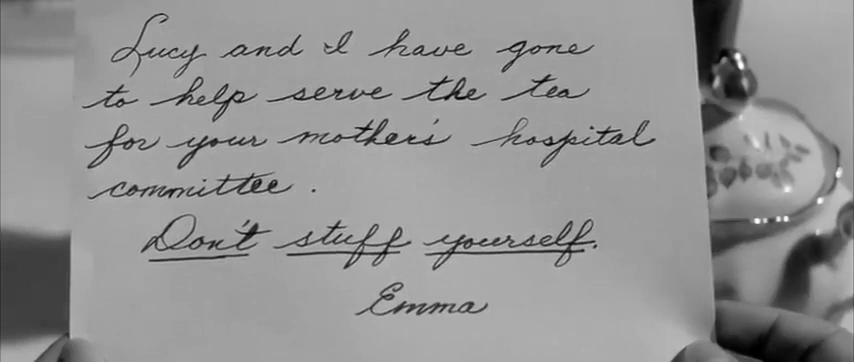 Lucy and I have gone
to help serve the tea
for your mother's hospital
committee.
Don't stuff yourself.
Emma